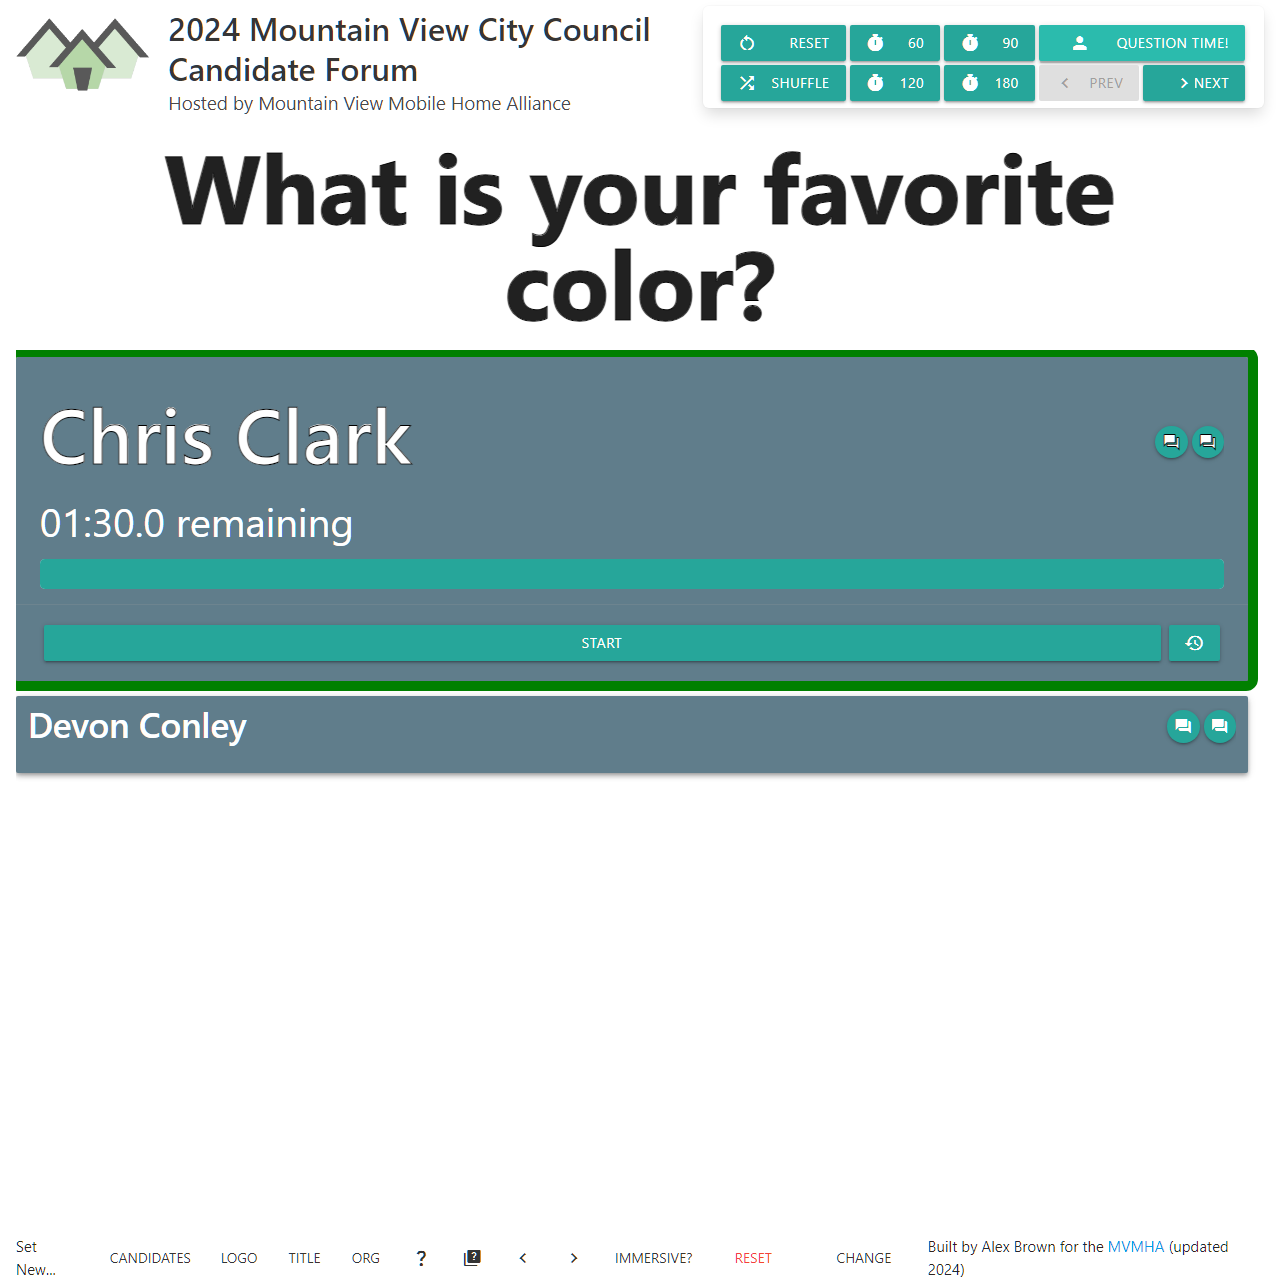 2024 Mountain View City Council
Candidate Forum
Hosted by Mountain View Mobile Home Alliance
RESET 60 90 QUESTION TIME!
SHUFFLE 120 180 PREV NEXT
What is your favorite
color?
Chris Clark
01:30.0 remaining
START
Devon Conley
Set
New...
CANDIDATES LOGO TITLE ORG ? IMMERSIVE? RESET CHANGE
Built by Alex Brown for the MVMHA (updated
2024)